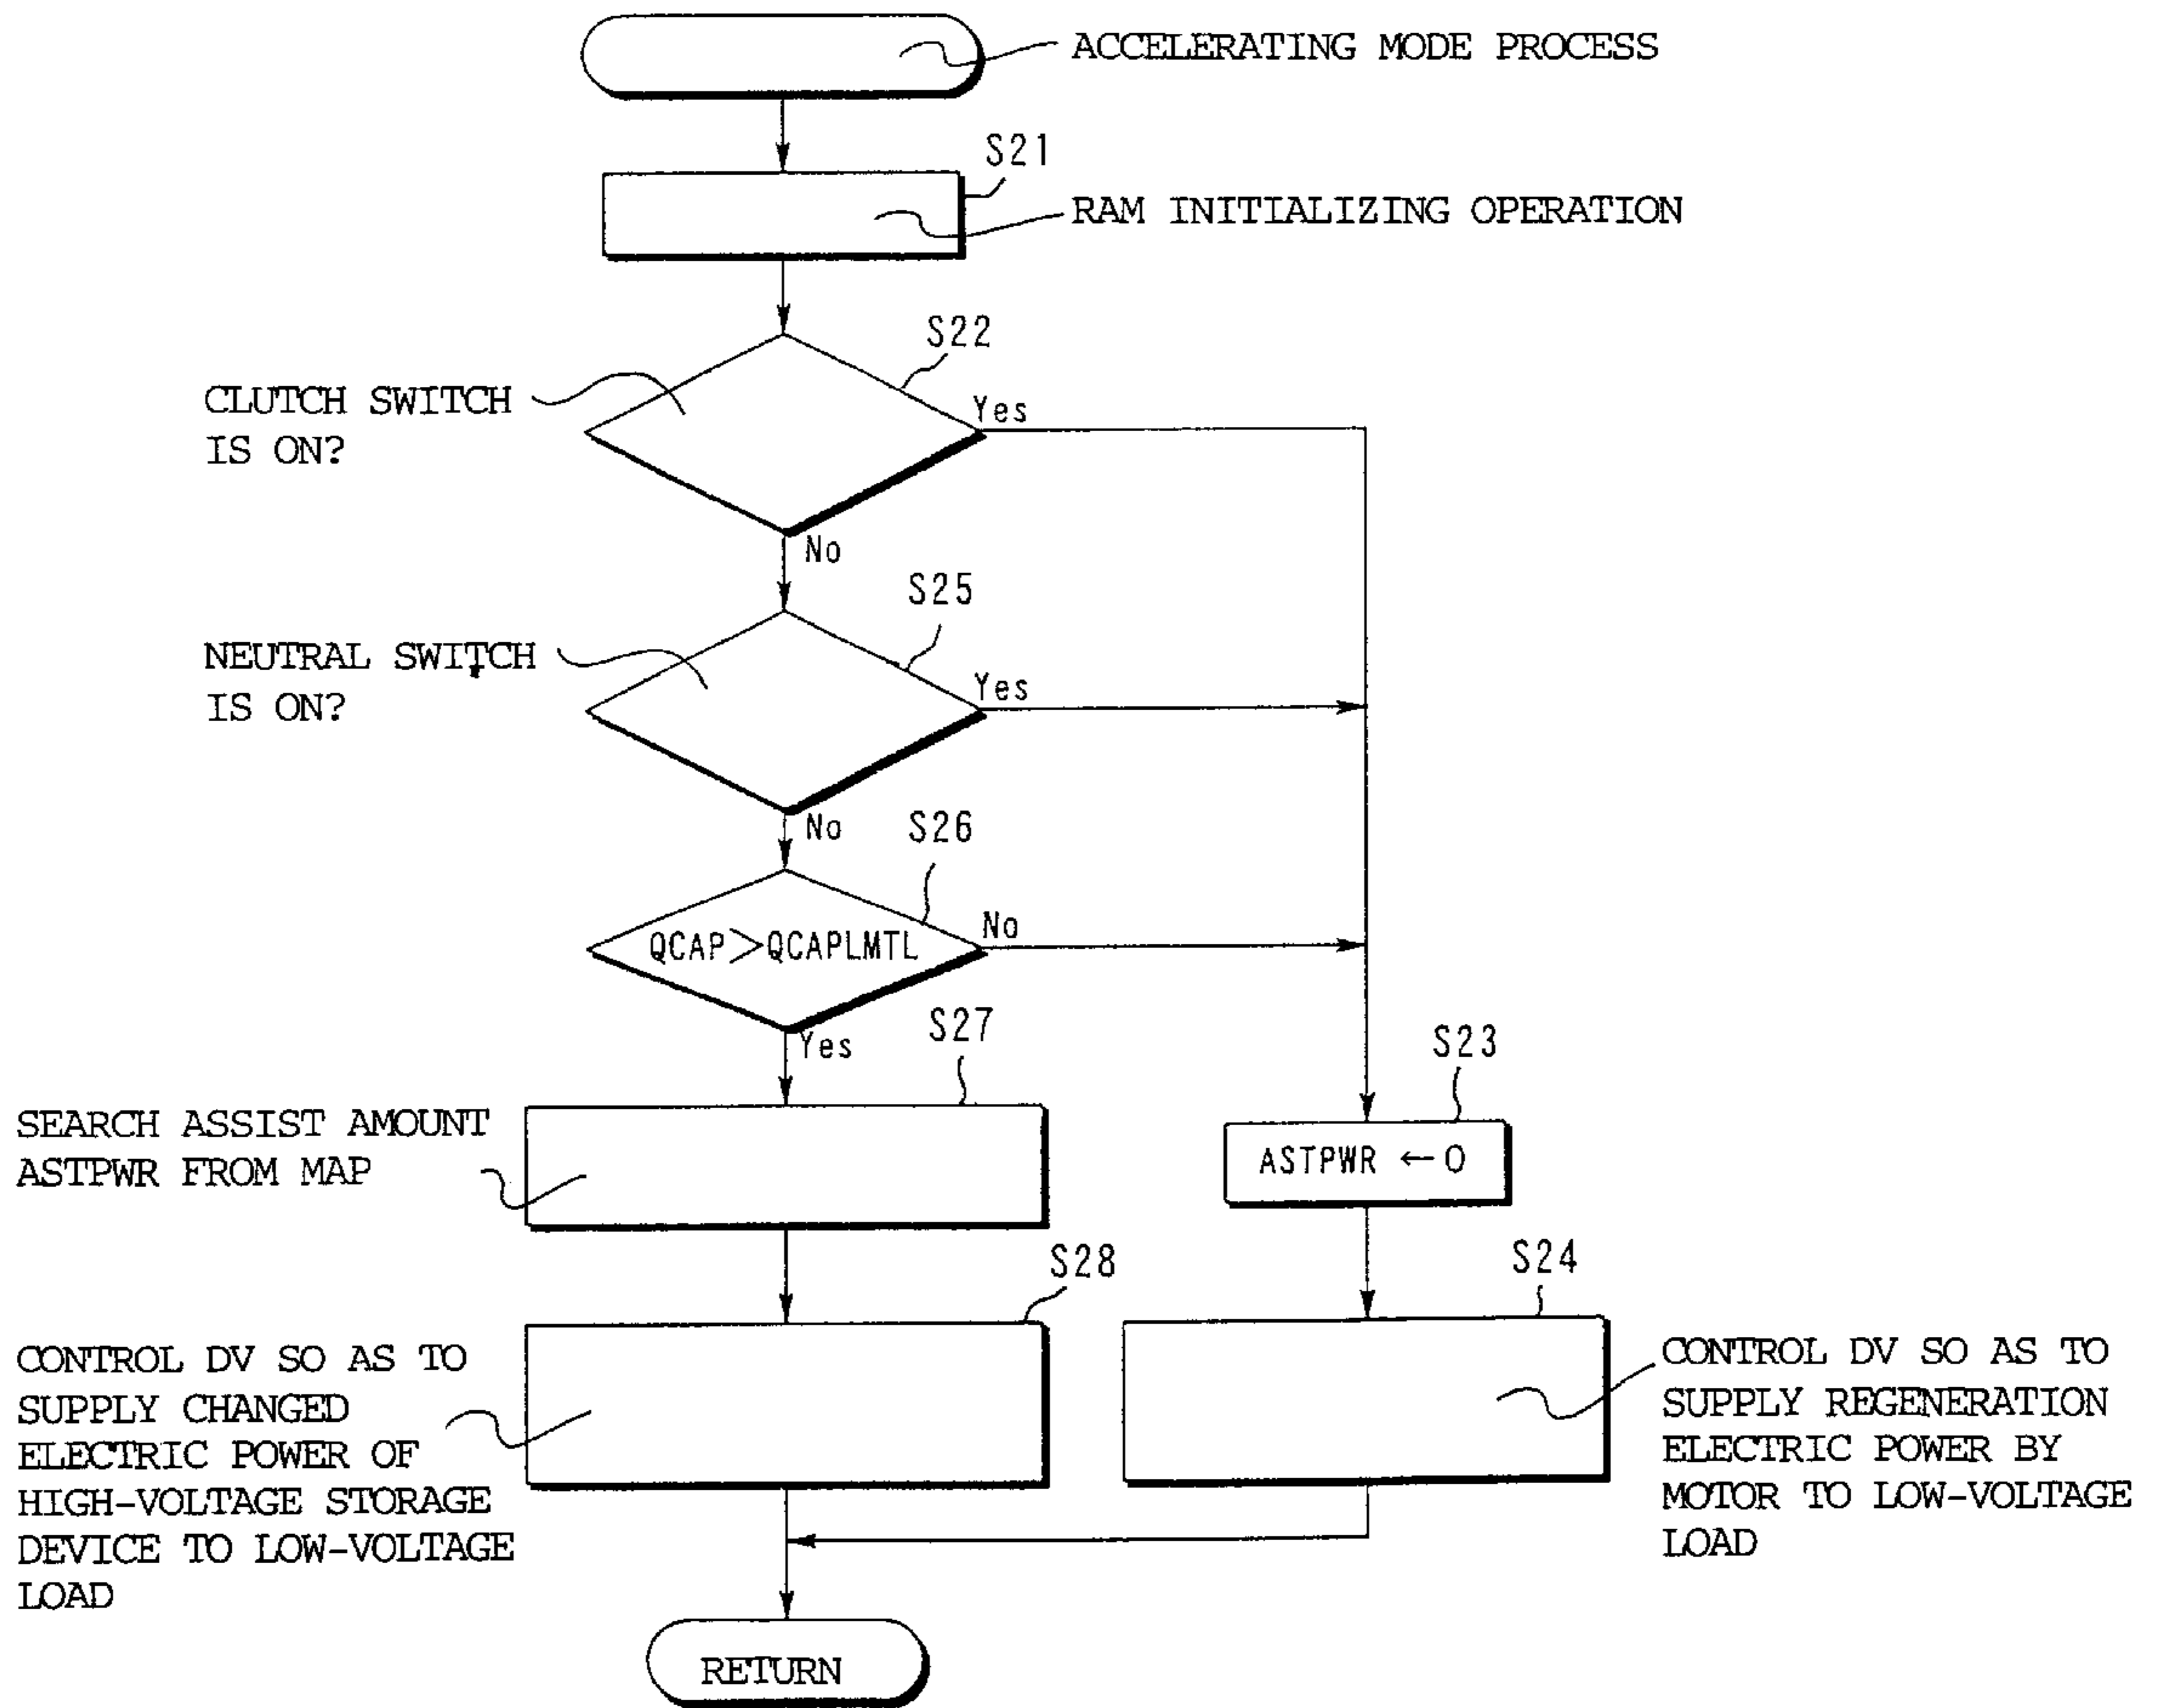 ACCELERATING MODE PROCESS
S21
RAM INITIALIZING OPERATION
S22
CLUTCH SWITCH
IS ON?
Yes
No
S25
NEUTRAL SWITCH
IS ON?
Yes
No
S26
QCAP>QCAPLMTL
No
Yes
S27
SEARCH ASSIST AMOUNT
ASTPWR FROM MAP
S23
ASTPWR ←0
S28
CONTROL DV SO AS TO
SUPPLY CHANGED
ELECTRIC POWER OF
HIGH-VOLTAGE STORAGE
DEVICE TO LOW-VOLTAGE
LOAD
S24
CONTROL DV SO AS TO
SUPPLY REGENERATION
ELECTRIC POWER BY
MOTOR TO LOW-VOLTAGE
LOAD
RETURN